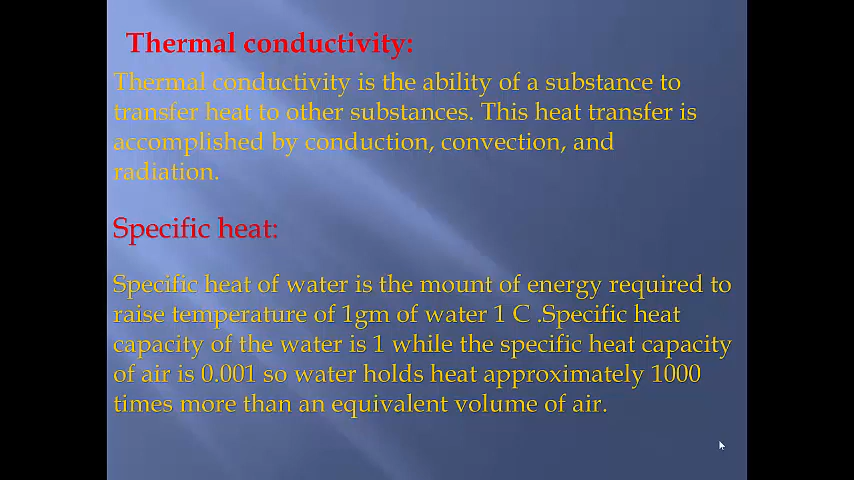 Thermal conductivity:
Thermal conductivity is the ability of a substance to
transfer heat to other substances. This heat transfer is
accomplished by conduction, convection, and
radiation.
Specific heat:
Specific heat of water is the mount of energy required to
raise temperature of 1gm of water 1 C .Specific heat
capacity of the water is 1 while the specific heat capacity
of air is 0.001 so water holds heat approximately 1000
times more than an equivalent volume of air.